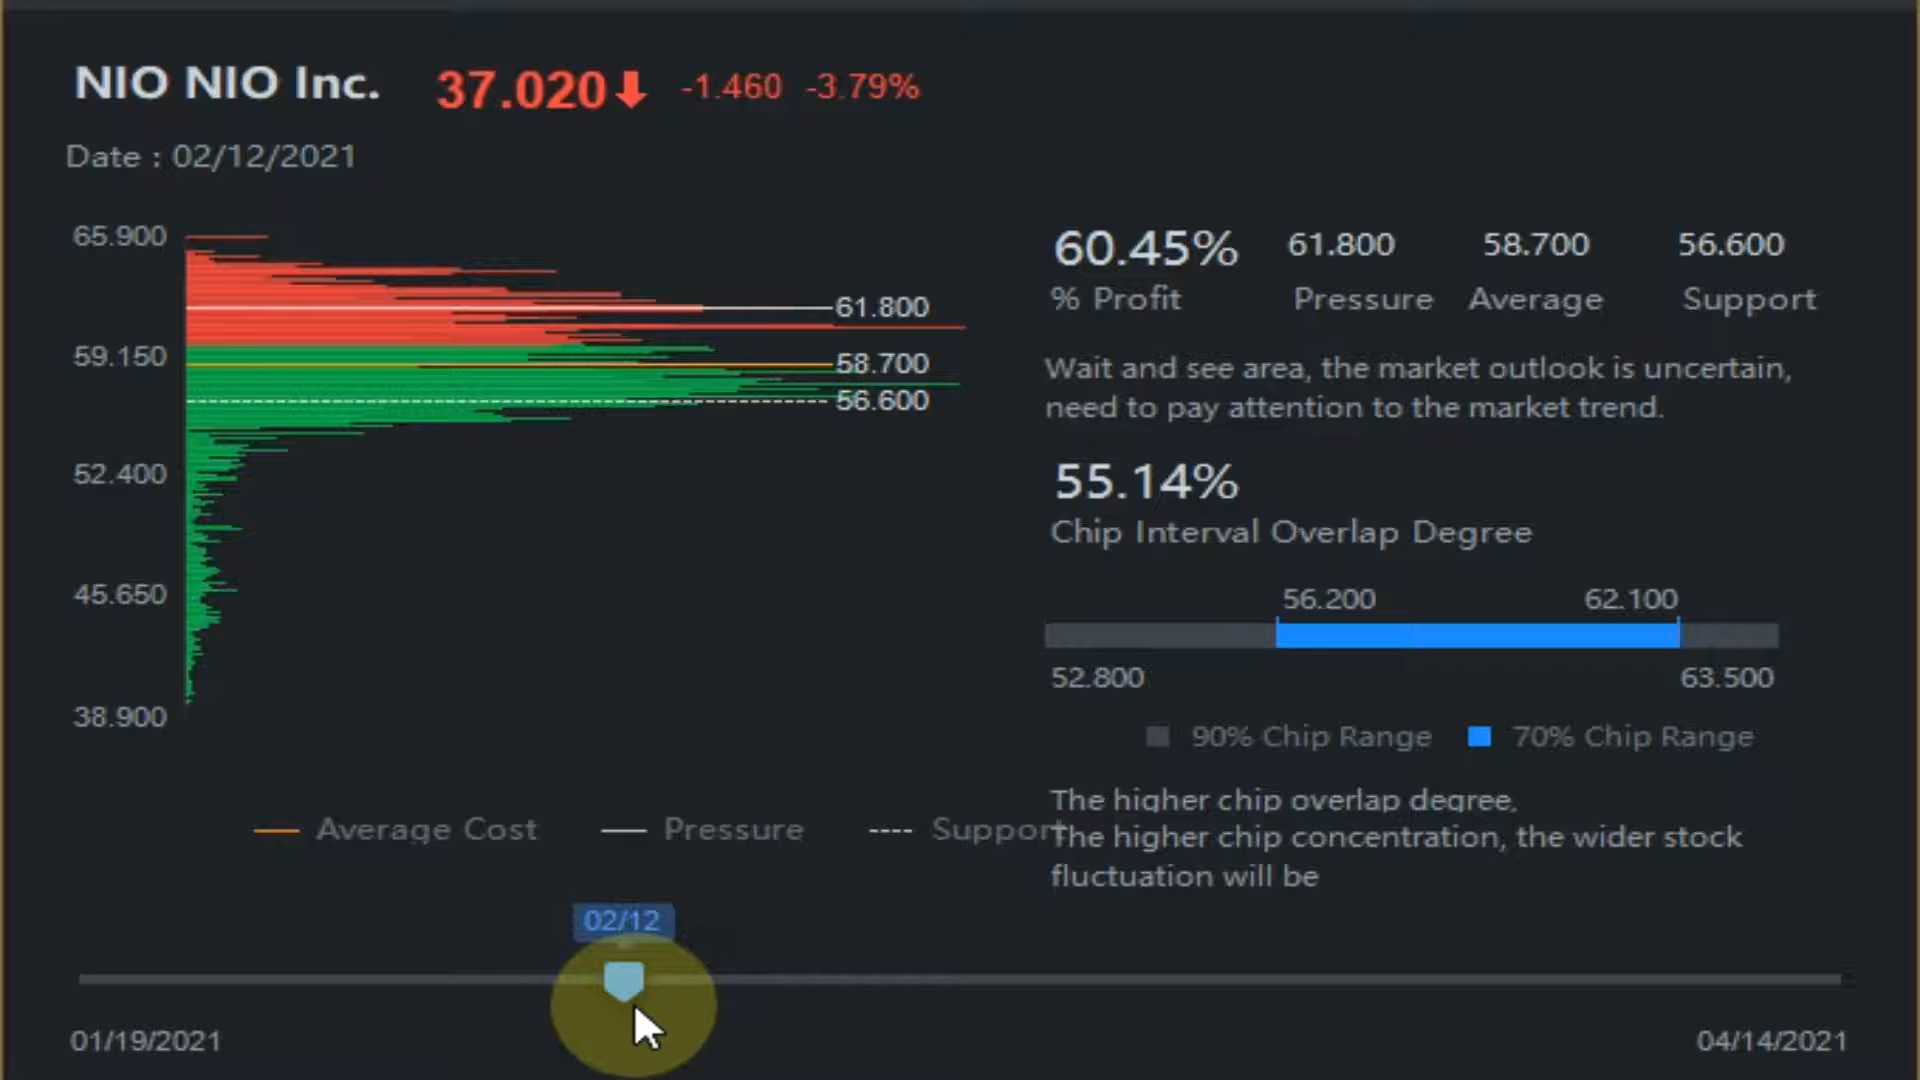 NIO NIO Inc. 37.020 -1.460 -3.79%
Date : 02/12/2021
65.900
59.150
52.400
45.650
38.900
61.800
58.700
56.600
Average Cost Pressure Support
60.45% 61.800 58.700 56.600
% Profit Pressure Average Support
Wait and see area, the market outlook is uncertain,
need to pay attention to the market trend.
55.14%
Chip Interval Overlap Degree
56.200 62.100
52.800 63.500
90% Chip Range 70% Chip Range
The higher chip overlap degree,
The higher chip concentration, the wider stock
fluctuation will be
02/12
01/19/2021 04/14/2021